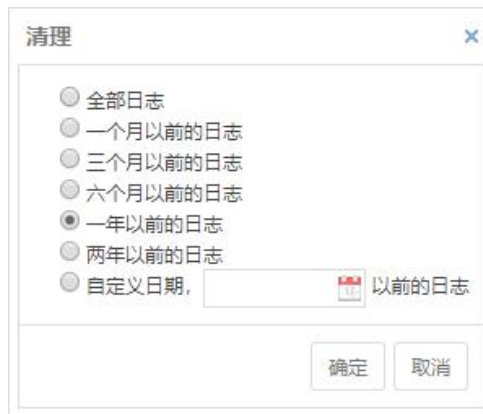 清理
全部日志
一个月以前的日志
三个月以前的日志
六个月以前的日志
一年以前的日志
两年以前的日志
自定义日期, 以前的日志
确定 取消